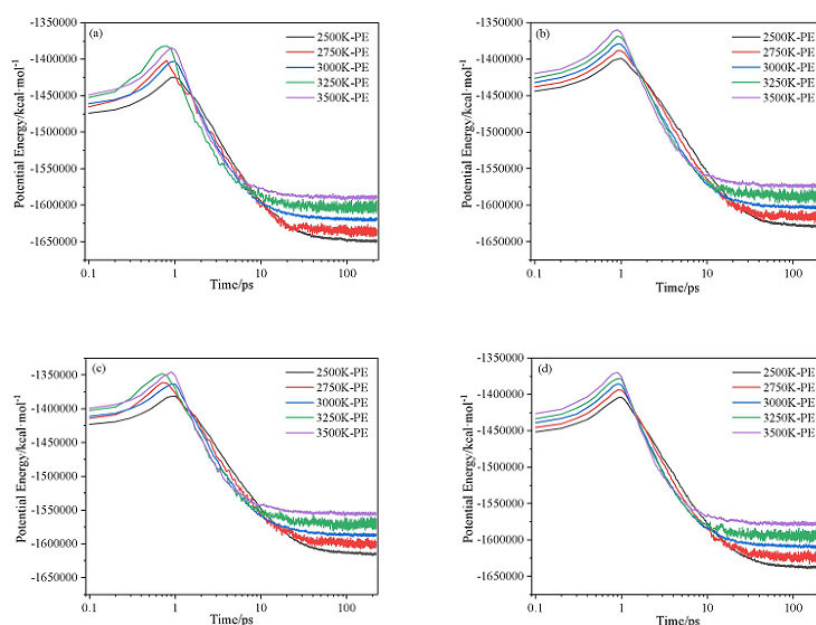 (a)
2500K-PE
2750K-PE
3000K-PE
3250K-PE
3500K-PE
-1350000
-1400000
-1450000
-1500000
-1550000
-1600000
-1650000
Potential Energy/kcal·mol⁻¹
0.1 1 10 100
Time/ps
(b)
2500K-PE
2750K-PE
3000K-PE
3250K-PE
3500K-PE
-1350000
-1400000
-1450000
-1500000
-1550000
-1600000
-1650000
Potential Energy/kcal·mol⁻¹
0.1 1 10 100
Time/ps
(c)
2500K-PE
2750K-PE
3000K-PE
3250K-PE
3500K-PE
-1350000
-1400000
-1450000
-1500000
-1550000
-1600000
-1650000
Potential Energy/kcal·mol⁻¹
0.1 1 10 100
Time/ps
(d)
2500K-PE
2750K-PE
3000K-PE
3250K-PE
3500K-PE
-1350000
-1400000
-1450000
-1500000
-1550000
-1600000
-1650000
Potential Energy/kcal·mol⁻¹
0.1 1 10 100
Time/ps